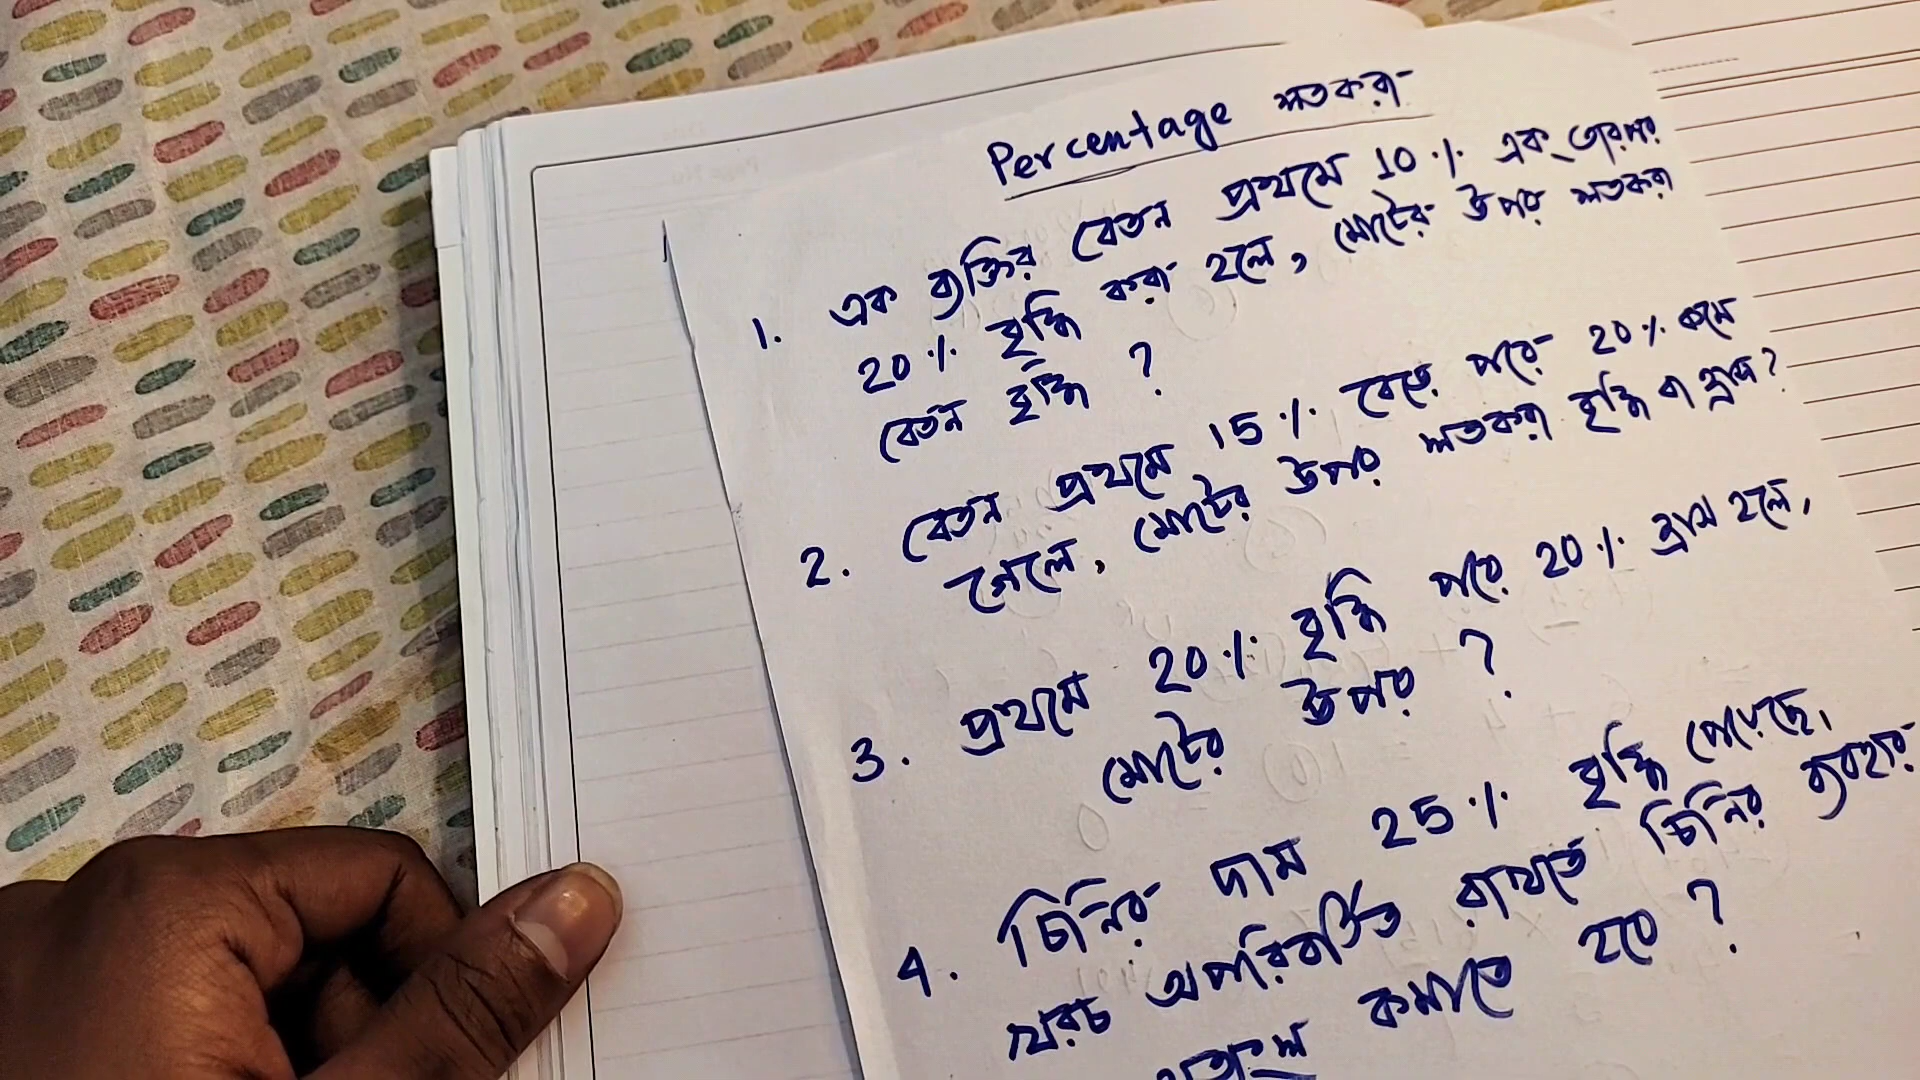 Percentage শতকরা
1. এক ব্যক্তির বেতন প্রথমে 10% এবং তারপর
20% বৃদ্ধি করা হলে, মোটের উপর শতকরা
বেতন বৃদ্ধি ?
2. বেতন প্রথমে 15% বেড়ে পরে 20% কমে
গেলে, মোটের উপর শতকরা বৃদ্ধি বা হ্রাস?
3. প্রথমে 20% বৃদ্ধি পরে 20% হ্রাস হলে,
মোটের উপর ?
4. চিনির দাম 25% বৃদ্ধি পেয়েছে,
খরচ অপরিবর্তিত রাখতে চিনির ব্যবহার
কমাতে হবে ?